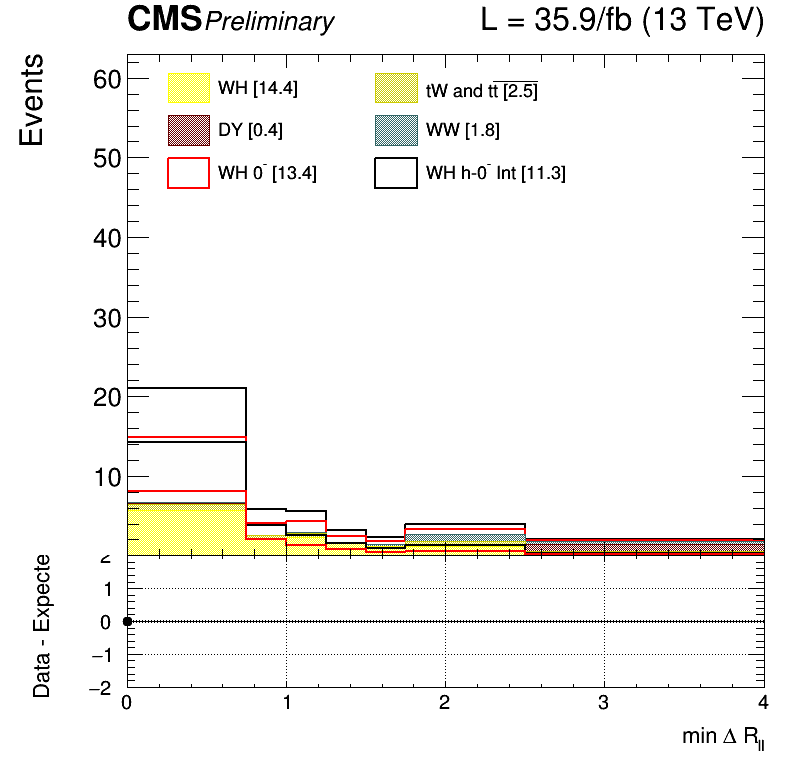 CMS Preliminary L = 35.9/fb (13 TeV)
Events
60
50
40
30
20
10
WH [14.4]
tW and tt [2.5]
DY [0.4]
WW [1.8]
WH 0⁻ [13.4]
WH h-0⁻ Int [11.3]
Data - Expecte
2
1
0
−1
−2
0 1 2 3 4
min Δ R_ll